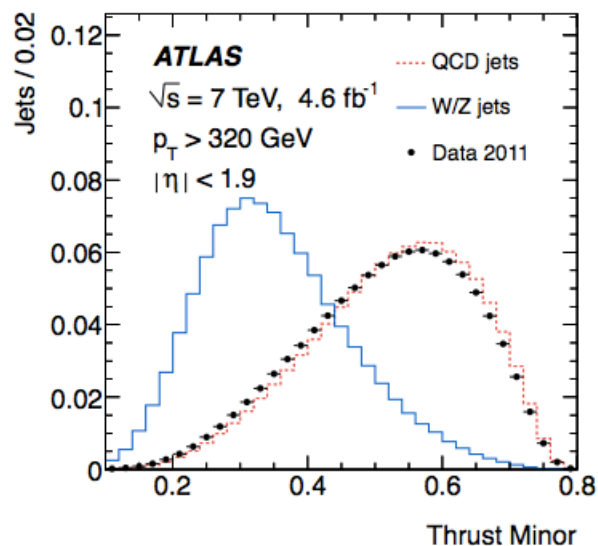 ATLAS
√s = 7 TeV, 4.6 fb⁻¹
p_T > 320 GeV
|η| < 1.9
QCD jets
W/Z jets
Data 2011
Jets / 0.02
0.12
0.1
0.08
0.06
0.04
0.02
0
0.2
0.4
0.6
0.8
Thrust Minor